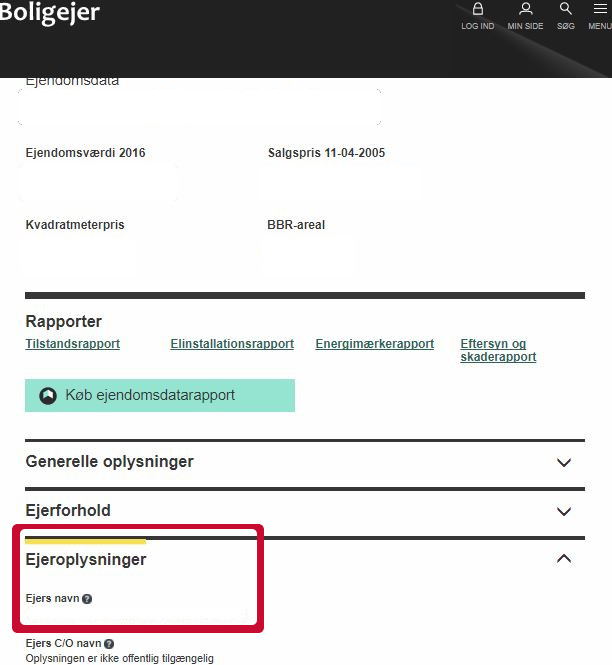 Boligejer
LOG IND MIN SIDE SØG MENU
Ejendomsdata
Ejendomsværdi 2016 Salgspris 11-04-2005
Kvadratmeterpris BBR-areal
Rapporter
Tilstandsrapport Elinstallationsrapport Energimærkerapport Eftersyn og
skaderapport
Køb ejendomsdatarapport
Generelle oplysninger
Ejerforhold
Ejeroplysninger
Ejers navn ?
Ejers C/O navn ?
Oplysningen er ikke offentlig tilgængelig